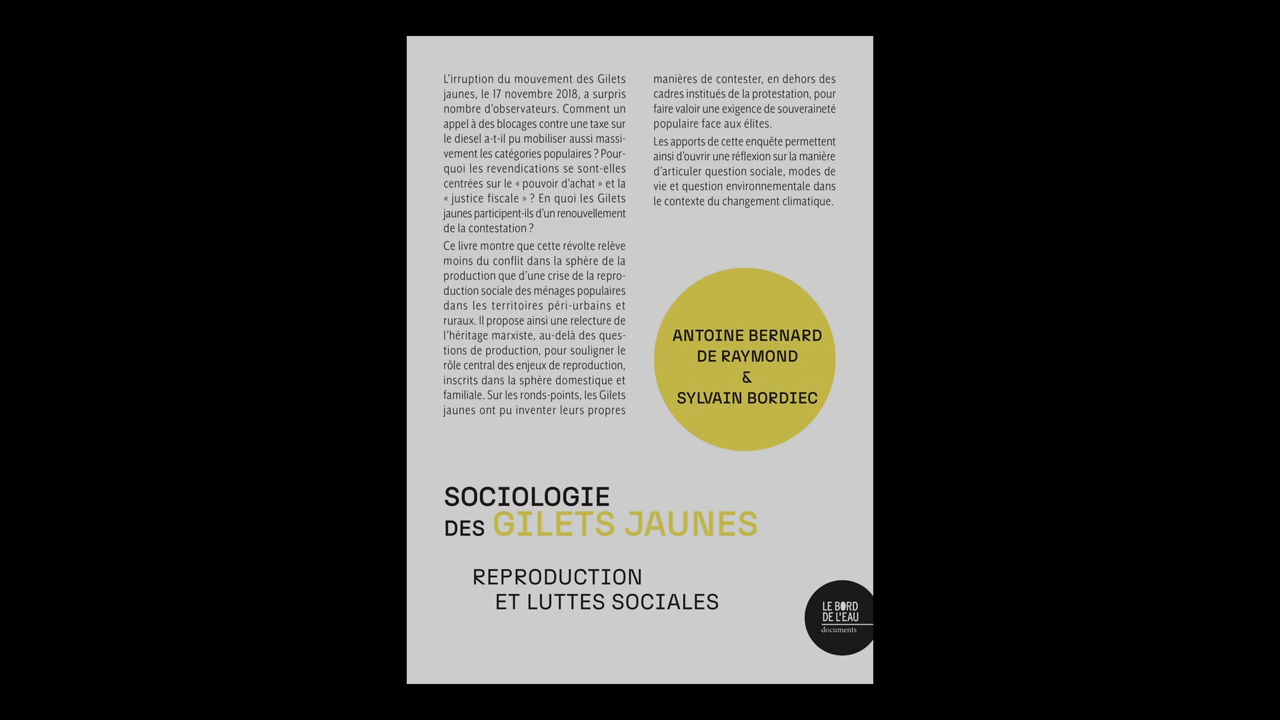 L'irruption du mouvement des Gilets
jaunes, le 17 novembre 2018, a surpris
nombre d'observateurs. Comment un
appel à des blocages contre une taxe sur
le diesel a-t-il pu mobiliser aussi massi-
vement les catégories populaires ? Pour-
quoi les revendications se sont-elles
centrées sur le « pouvoir d'achat » et la
« justice fiscale » ? En quoi les Gilets
jaunes participent-ils d'un renouvellement
de la contestation ?
Ce livre montre que cette révolte relève
moins du conflit dans la sphère de la
production que d'une crise de la repro-
duction sociale des ménages populaires
dans les territoires péri-urbains et
ruraux. Il propose ainsi une relecture de
l'héritage marxiste, au-delà des ques-
tions de production, pour souligner le
rôle central des enjeux de reproduction,
inscrits dans la sphère domestique et
familiale. Sur les ronds-points, les Gilets
jaunes ont pu inventer leurs propres
manières de contester, en dehors des
cadres institués de la protestation, pour
faire valoir une exigence de souveraineté
populaire face aux élites.
Les apports de cette enquête permettent
ainsi d'ouvrir une réflexion sur la manière
d'articuler question sociale, modes de
vie et question environnementale dans
le contexte du changement climatique.
ANTOINE BERNARD
DE RAYMOND
&
SYLVAIN BORDIEC
SOCIOLOGIE
DES GILETS JAUNES
REPRODUCTION
ET LUTTES SOCIALES
LE BORD
DE L'EAU
documents